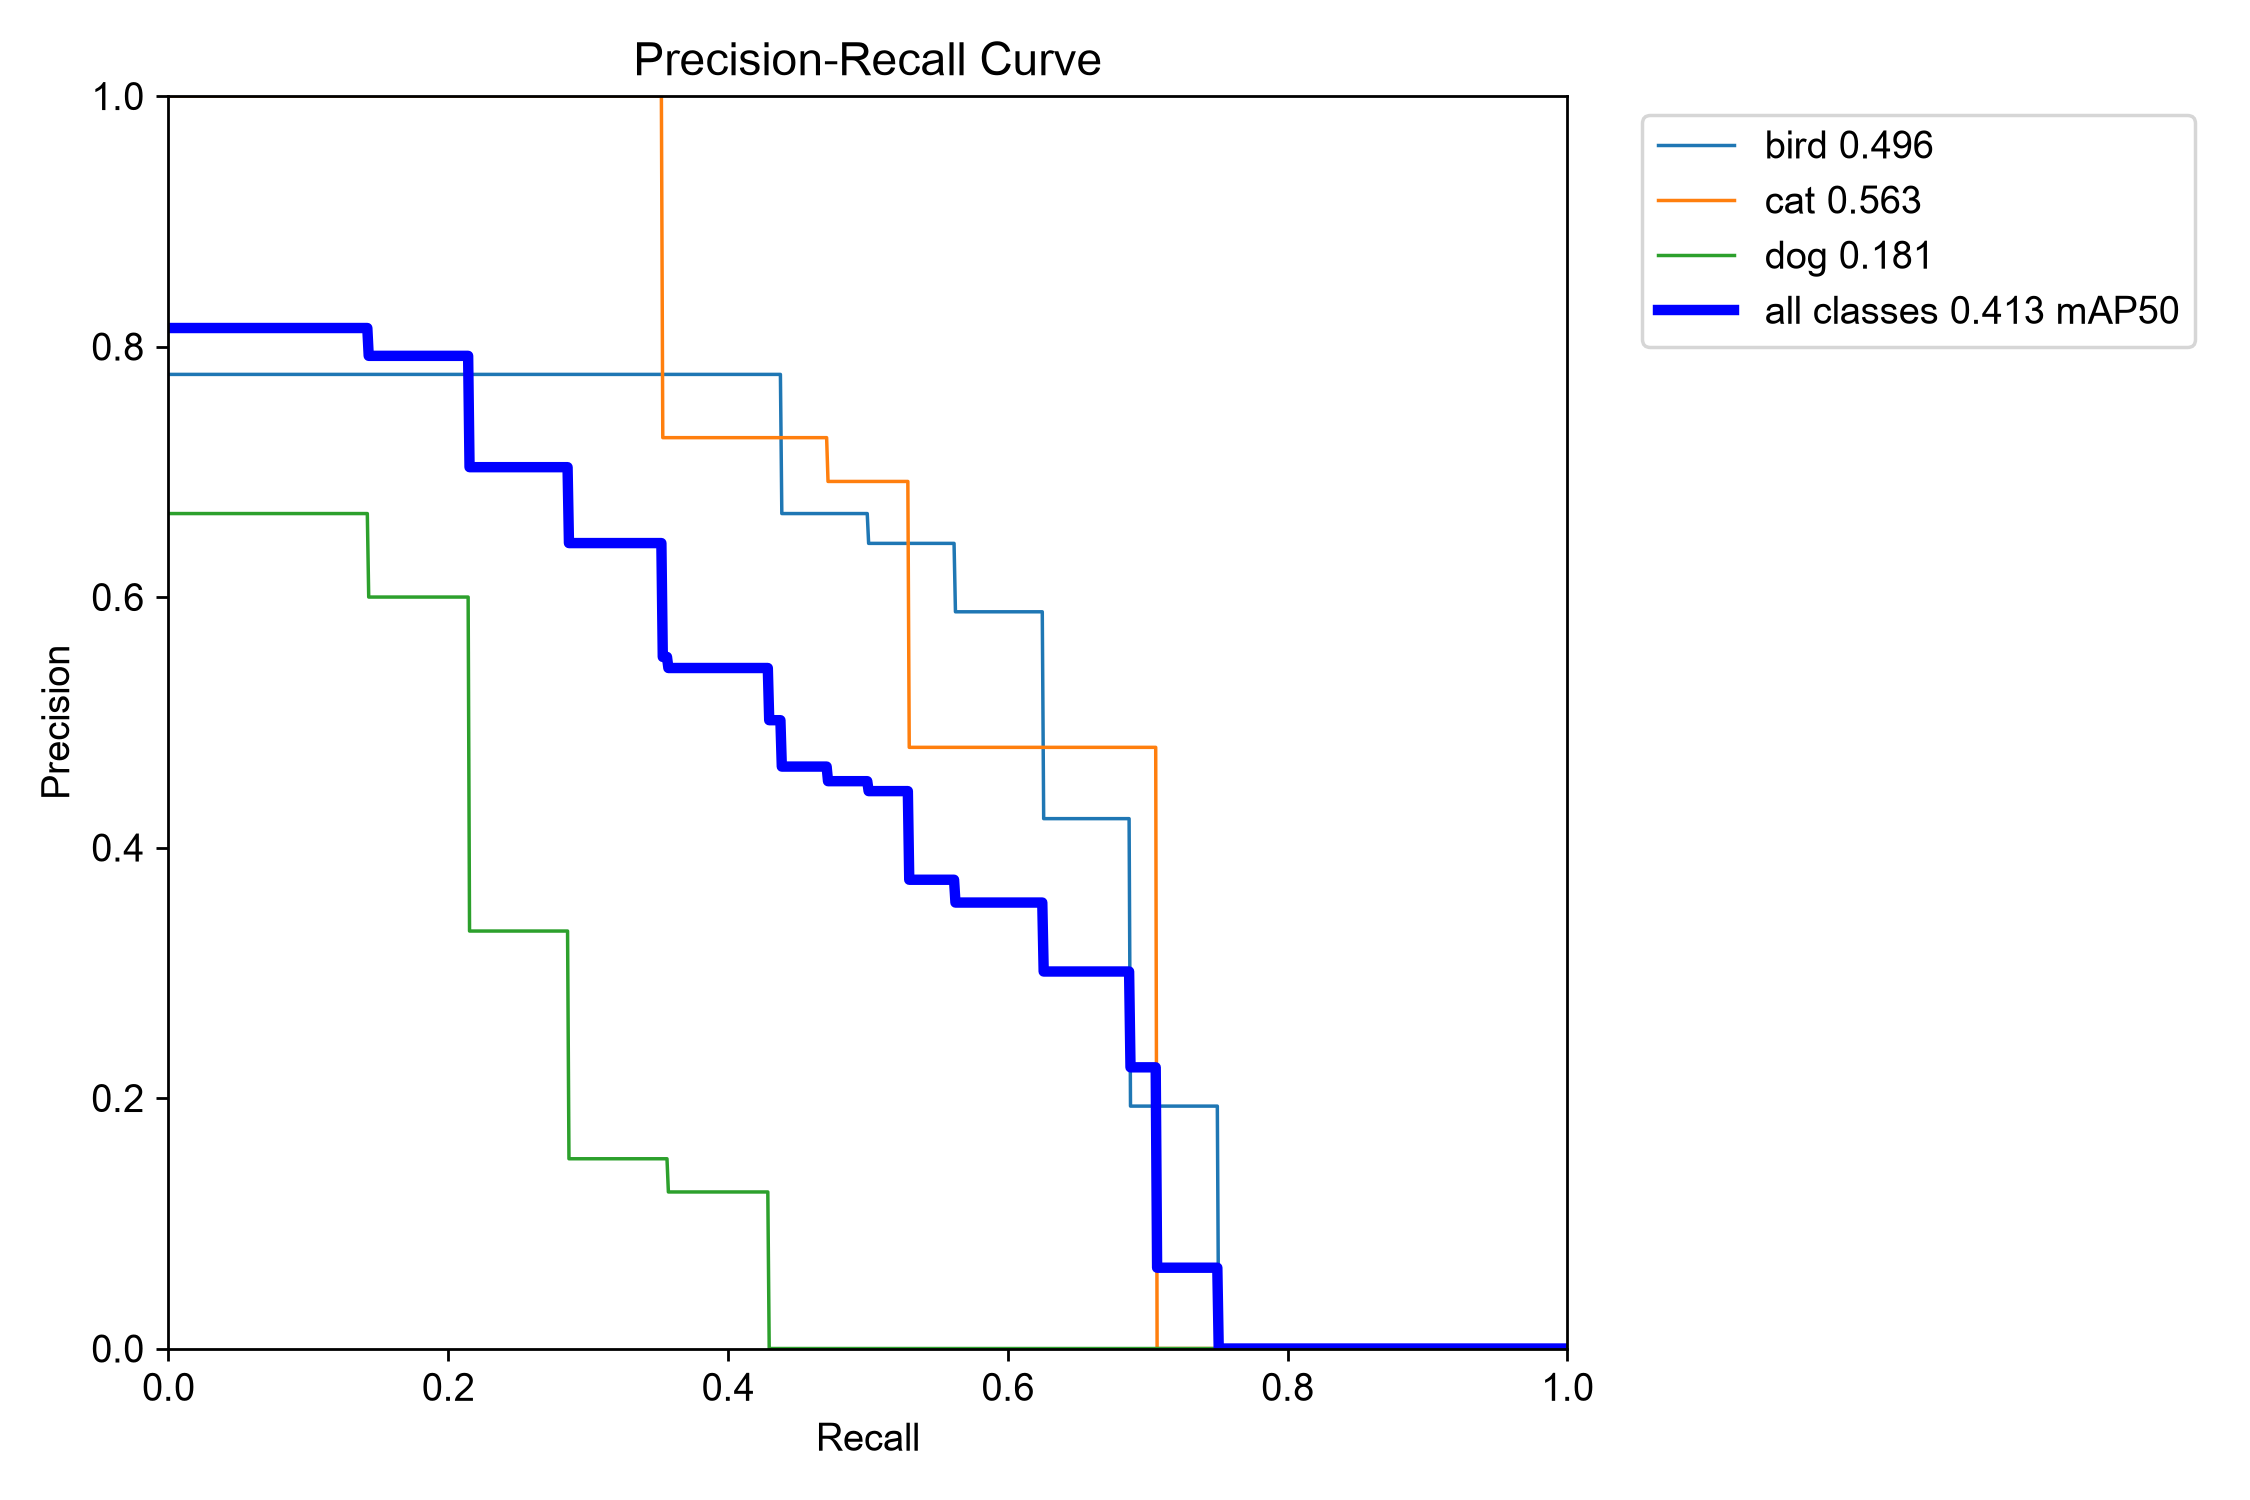 Precision-Recall Curve
1.0
0.8
0.6
0.4
0.2
0.0
Precision
0.0 0.2 0.4 0.6 0.8 1.0
Recall
bird 0.496
cat 0.563
dog 0.181
all classes 0.413 mAP50